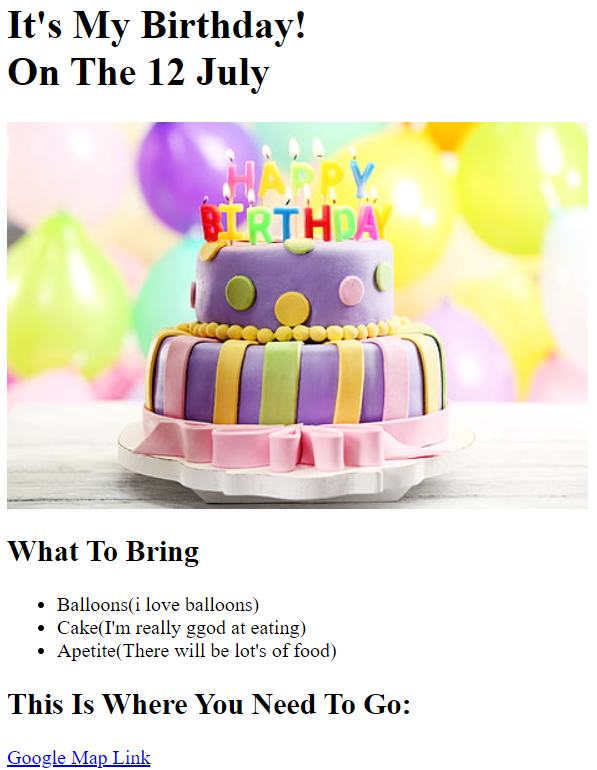 It's My Birthday!
On The 12 July
HAPPY
BIRTHDAY
What To Bring
Balloons(i love balloons)
Cake(I'm really ggod at eating)
Apetite(There will be lot's of food)
This Is Where You Need To Go:
Google Map Link